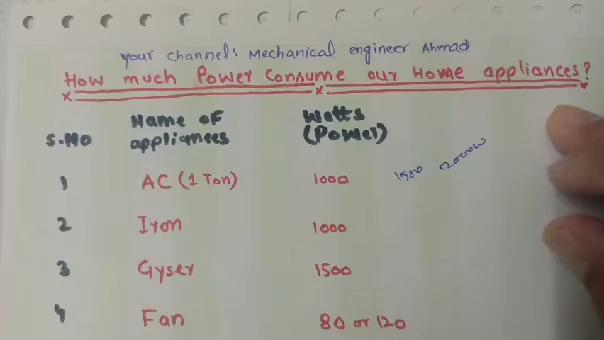 your channel: Mechanical engineer Ahmad
How much Power Consume our Home appliances?
S.No Name of appliances Watts (Power)
1 AC (1 Ton) 1000 1500 2000W
2 Iron 1000
3 Gyser 1500
4 Fan 80 or 120